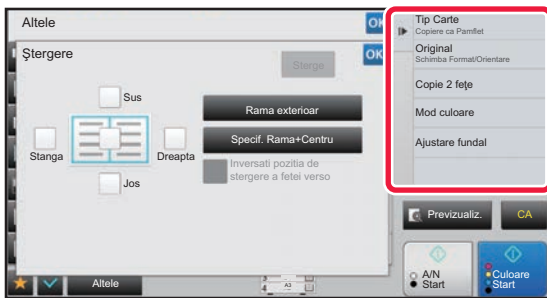 Altele
OK
Ştergere
OK
Sterge
Sus
Stanga
Dreapta
Jos
Rama exterioar
Specif. Rama+Centru
Inversati pozitia de
stergere a fetei verso
Tip Carte
Copiere ca Pamflet
Original
Schimba Format/Orientare
Copie 2 feţe
Mod culoare
Ajustare fundal
Previzualiz.
CA
A/N
Start
Culoare
Start
Altele
4
A3